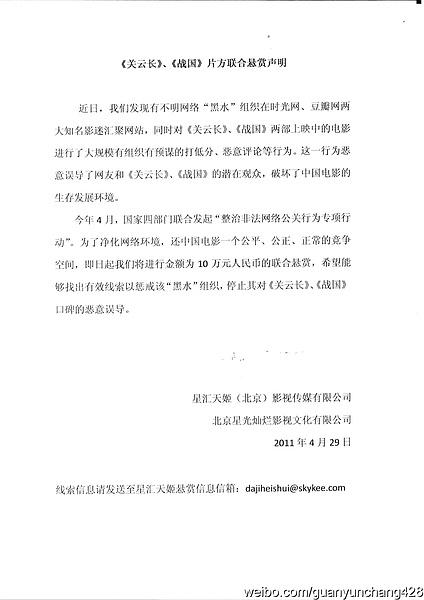 《关云长》、《战国》片方联合悬赏声明
近日，我们发现有不明网络“黑水”组织在时光网、豆瓣网两
大知名影迷汇聚网站，同时对《关云长》、《战国》两部上映中的电影
进行了大规模有组织有预谋的打低分、恶意评论等行为。这一行为恶
意误导了网友和《关云长》、《战国》的潜在观众，破坏了中国电影的
生存发展环境。
今年 4 月，国家四部门联合发起“整治非法网络公关行为专项行
动”。为了净化网络环境，还中国电影一个公平、公正、正常的竞争
空间，即日起我们将进行金额为 10 万元人民币的联合悬赏，希望能
够找出有效线索以惩戒该“黑水”组织，停止其对《关云长》、《战国》
口碑的恶意误导。
星汇天姬（北京）影视传媒有限公司
北京星光灿烂影视文化有限公司
2011 年 4 月 29 日
线索信息请发送至星汇天姬悬赏信息信箱：dajiheishui@skykee.com
weibo.com/guanyunchang428